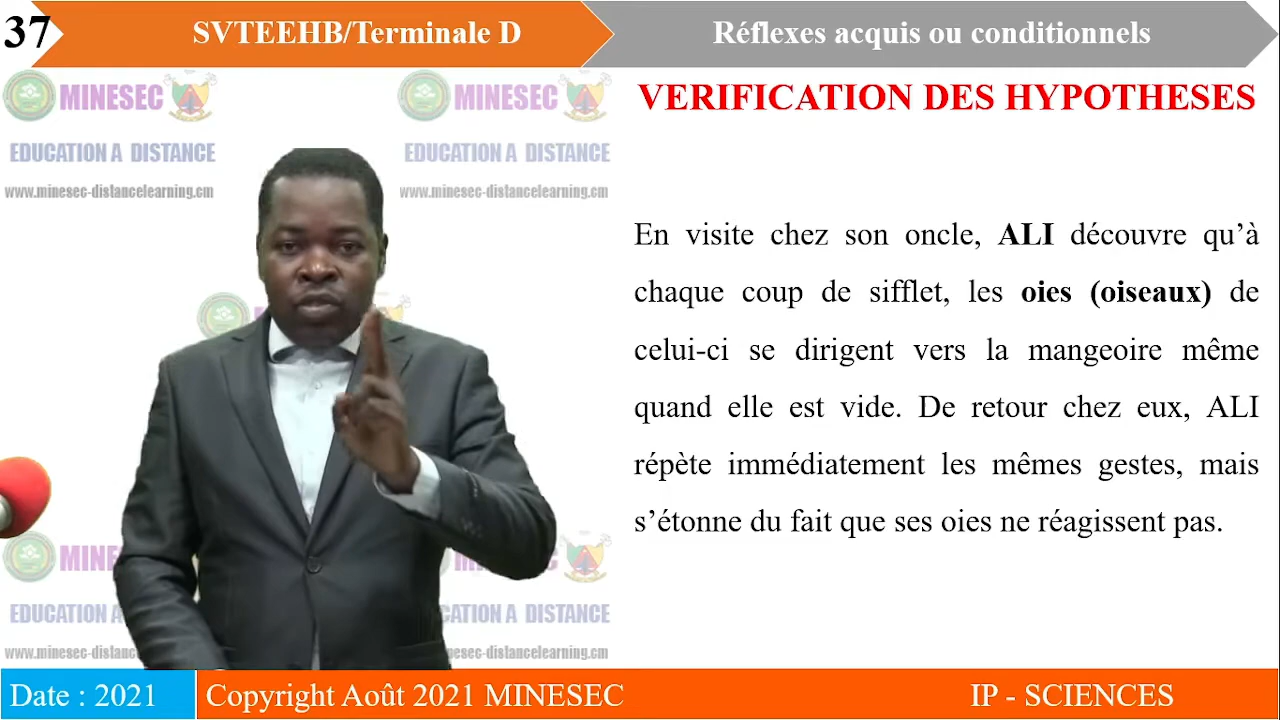 37
SVTEEHB/Terminale D
Réflexes acquis ou conditionnels
MINESEC
MINESEC
EDUCATION A DISTANCE
EDUCATION A DISTANCE
www.minesec-distancelearning.cm
www.minesec-distancelearning.cm
VERIFICATION DES HYPOTHESES
En visite chez son oncle, ALI découvre qu’à
chaque coup de sifflet, les oies (oiseaux) de
celui-ci se dirigent vers la mangeoire même
quand elle est vide. De retour chez eux, ALI
répète immédiatement les mêmes gestes, mais
s’étonne du fait que ses oies ne réagissent pas.
EDUCATION A
DISTANCE
Date : 2021
Copyright Août 2021 MINESEC
IP - SCIENCES